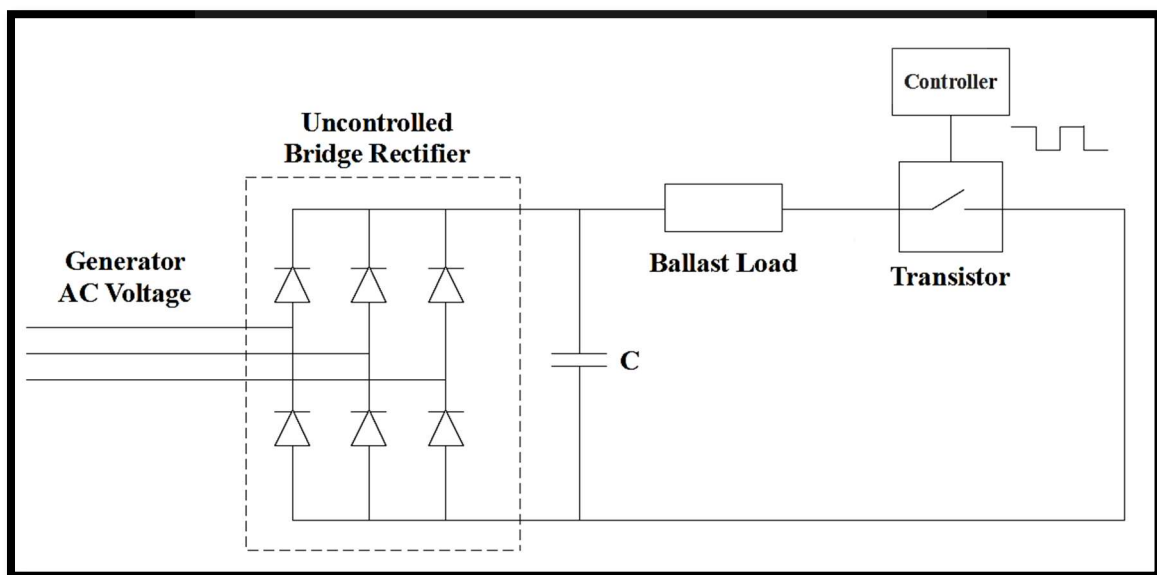 Controller
Uncontrolled
Bridge Rectifier
Generator
AC Voltage
Ballast Load
Transistor
C